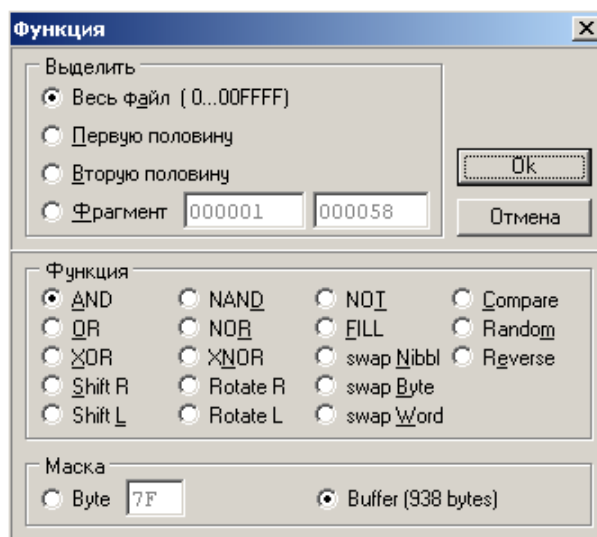 Функция
Выделить
Весь файл ( 0...00FFFF)
Первую половину
Вторую половину
Ok
Фрагмент 000001 000058
Отмена
Функция
AND NAND NOT Compare
OR NOR FILL Random
XOR XNOR swap Nibbl Reverse
Shift R Rotate R swap Byte
Shift L Rotate L swap Word
Маска
Byte 7F Buffer (938 bytes)